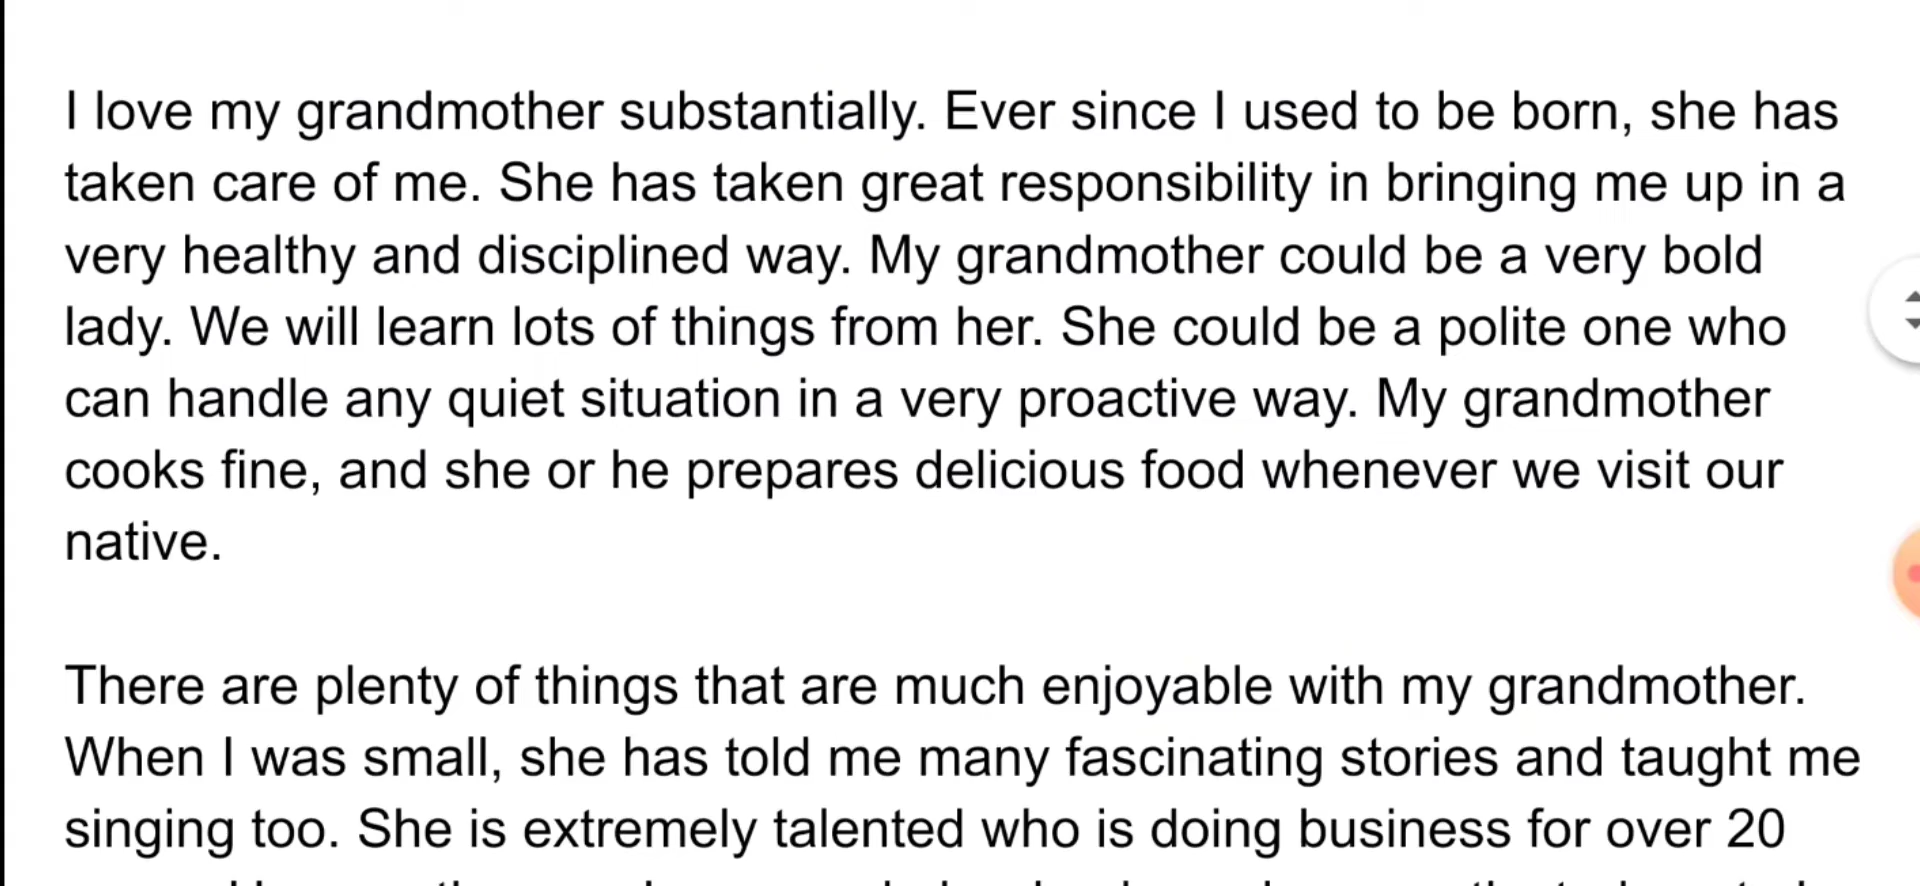 I love my grandmother substantially. Ever since I used to be born, she has
taken care of me. She has taken great responsibility in bringing me up in a
very healthy and disciplined way. My grandmother could be a very bold
lady. We will learn lots of things from her. She could be a polite one who
can handle any quiet situation in a very proactive way. My grandmother
cooks fine, and she or he prepares delicious food whenever we visit our
native.
There are plenty of things that are much enjoyable with my grandmother.
When I was small, she has told me many fascinating stories and taught me
singing too. She is extremely talented who is doing business for over 20